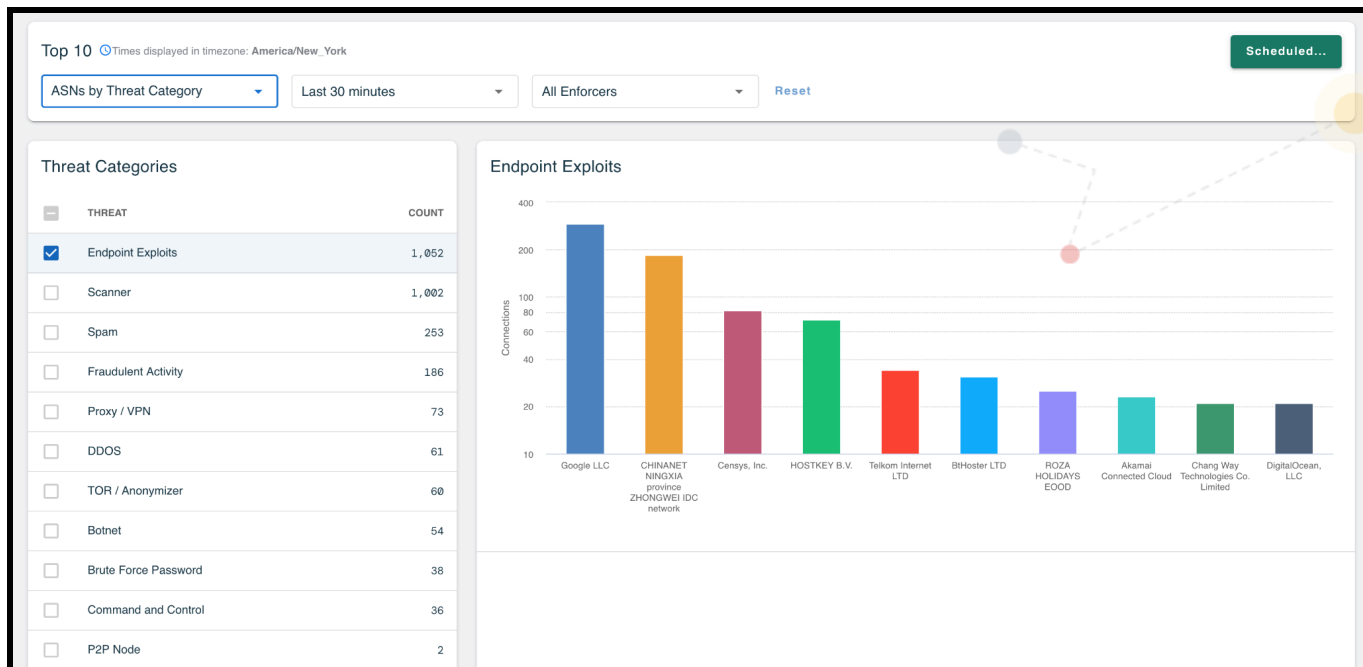 Top 10 Times displayed in timezone: America/New_York
Scheduled...
ASNs by Threat Category
Last 30 minutes
All Enforcers
Reset
Threat Categories
THREAT COUNT
Endpoint Exploits 1,052
Scanner 1,002
Spam 253
Fraudulent Activity 186
Proxy / VPN 73
DDOS 61
TOR / Anonymizer 60
Botnet 54
Brute Force Password 38
Command and Control 36
P2P Node 2
Endpoint Exploits
Connections
400
200
100
80
60
40
20
10
Google LLC
CHINANET
NINGXIA
province
ZHONGWEI IDC
network
Censys, Inc.
HOSTKEY B.V.
Telkom Internet
LTD
BtHoster LTD
ROZA
HOLIDAYS
EOOD
Akamai
Connected Cloud
Chang Way
Technologies Co.
Limited
DigitalOcean,
LLC